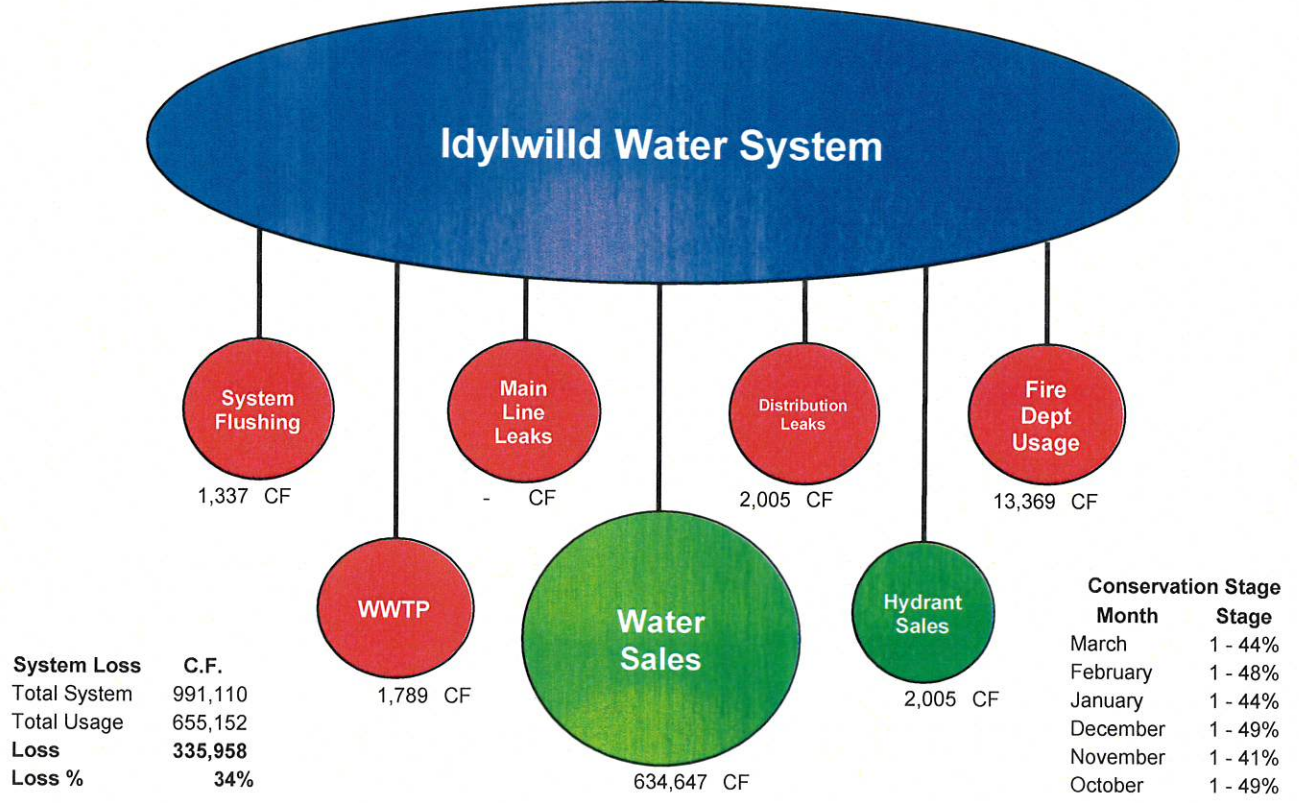 Idylwilld Water System
System
Flushing
1,337 CF
Main
Line
Leaks
- CF
Distribution
Leaks
2,005 CF
Fire
Dept
Usage
13,369 CF
WWTP
1,789 CF
Water
Sales
634,647 CF
Hydrant
Sales
2,005 CF
System Loss C.F.
Total System 991,110
Total Usage 655,152
Loss 335,958
Loss % 34%
Conservation Stage
Month Stage
March 1 - 44%
February 1 - 48%
January 1 - 44%
December 1 - 49%
November 1 - 41%
October 1 - 49%